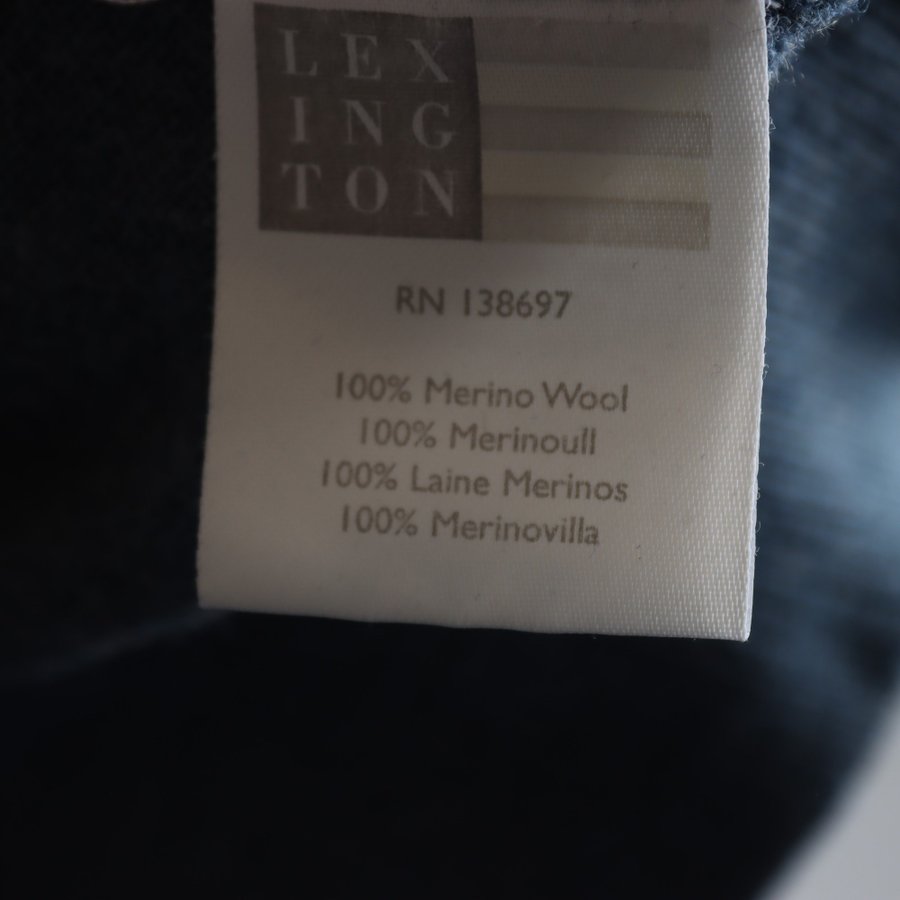 LEX
ING
TON
RN 138697
100% Merino Wool
100% Merinoull
100% Laine Merinos
100% Merinovilla